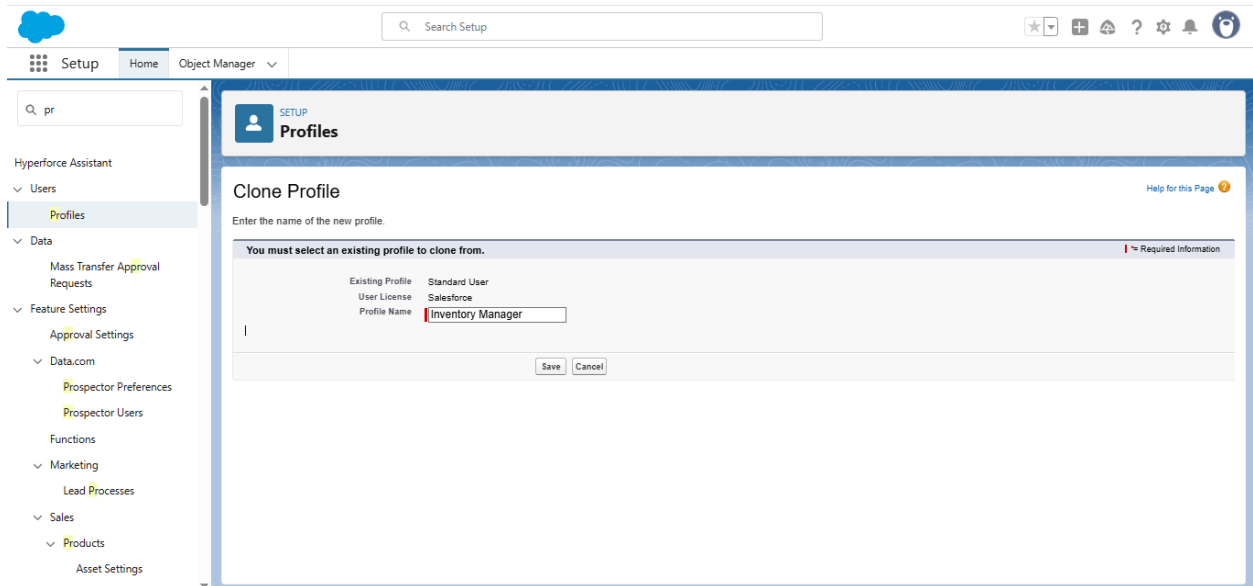 Search Setup
Setup
Home
Object Manager
pr
Hyperforce Assistant
Users
Profiles
Data
Mass Transfer Approval
Requests
Feature Settings
Approval Settings
Data.com
Prospector Preferences
Prospector Users
Functions
Marketing
Lead Processes
Sales
Products
Asset Settings
SETUP
Profiles
Clone Profile
Help for this Page
Enter the name of the new profile.
You must select an existing profile to clone from.
*= Required Information
Existing Profile Standard User
User License Salesforce
Profile Name Inventory Manager
Save Cancel